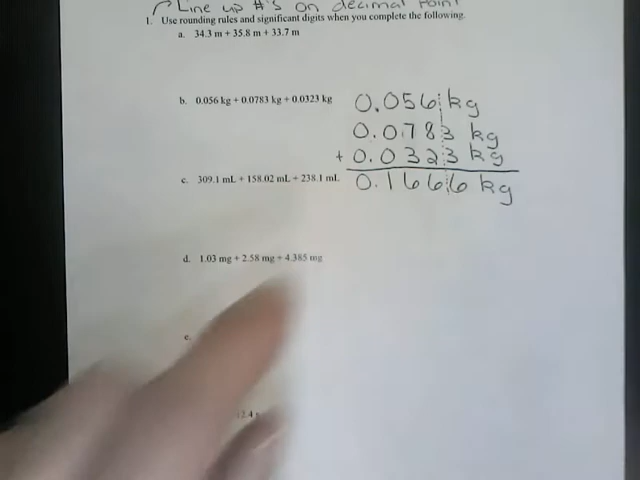 Line up #'s on decimal point
1. Use rounding rules and significant digits when you complete the following.
a. 34.3 m + 35.8 m + 33.7 m
b. 0.056 kg + 0.0783 kg + 0.0323 kg
0.056 kg
0.0783 kg
+ 0.0323 kg
0.1666 kg
c. 309.1 mL + 158.02 mL + 238.1 mL
d. 1.03 mg + 2.58 mg + 4.385 mg
e.